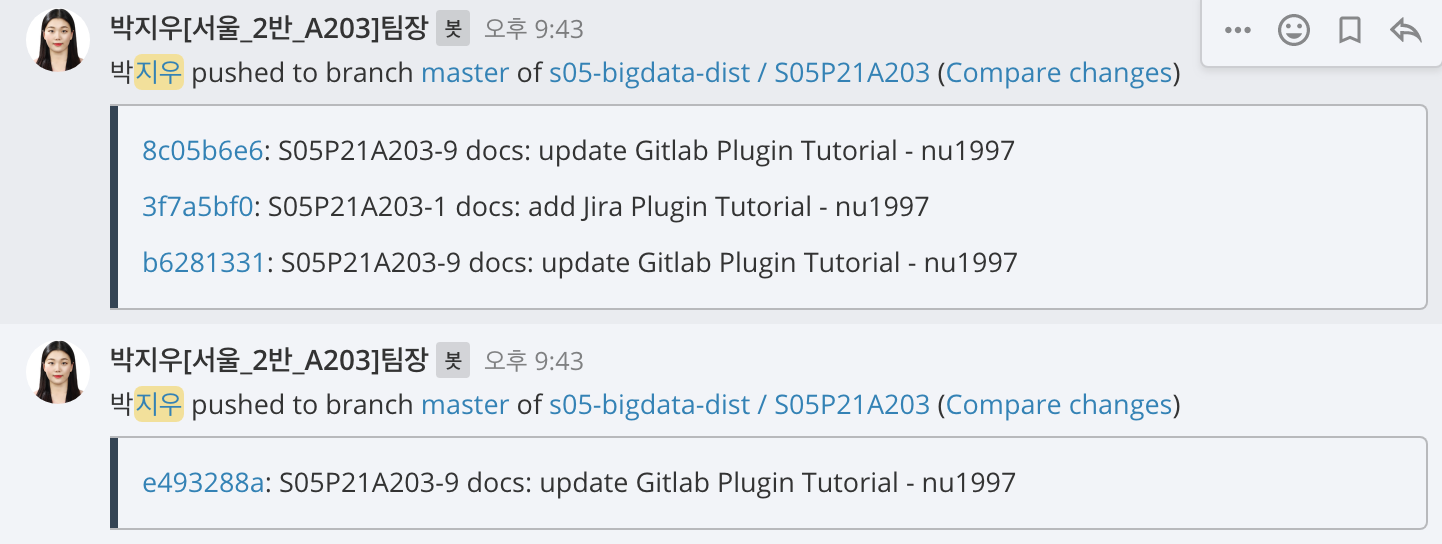 박지우[서울_2반_A203]팀장 봇 오후 9:43
박지우 pushed to branch master of s05-bigdata-dist / S05P21A203 (Compare changes)
8c05b6e6: S05P21A203-9 docs: update Gitlab Plugin Tutorial - nu1997
3f7a5bf0: S05P21A203-1 docs: add Jira Plugin Tutorial - nu1997
b6281331: S05P21A203-9 docs: update Gitlab Plugin Tutorial - nu1997
박지우[서울_2반_A203]팀장 봇 오후 9:43
박지우 pushed to branch master of s05-bigdata-dist / S05P21A203 (Compare changes)
e493288a: S05P21A203-9 docs: update Gitlab Plugin Tutorial - nu1997